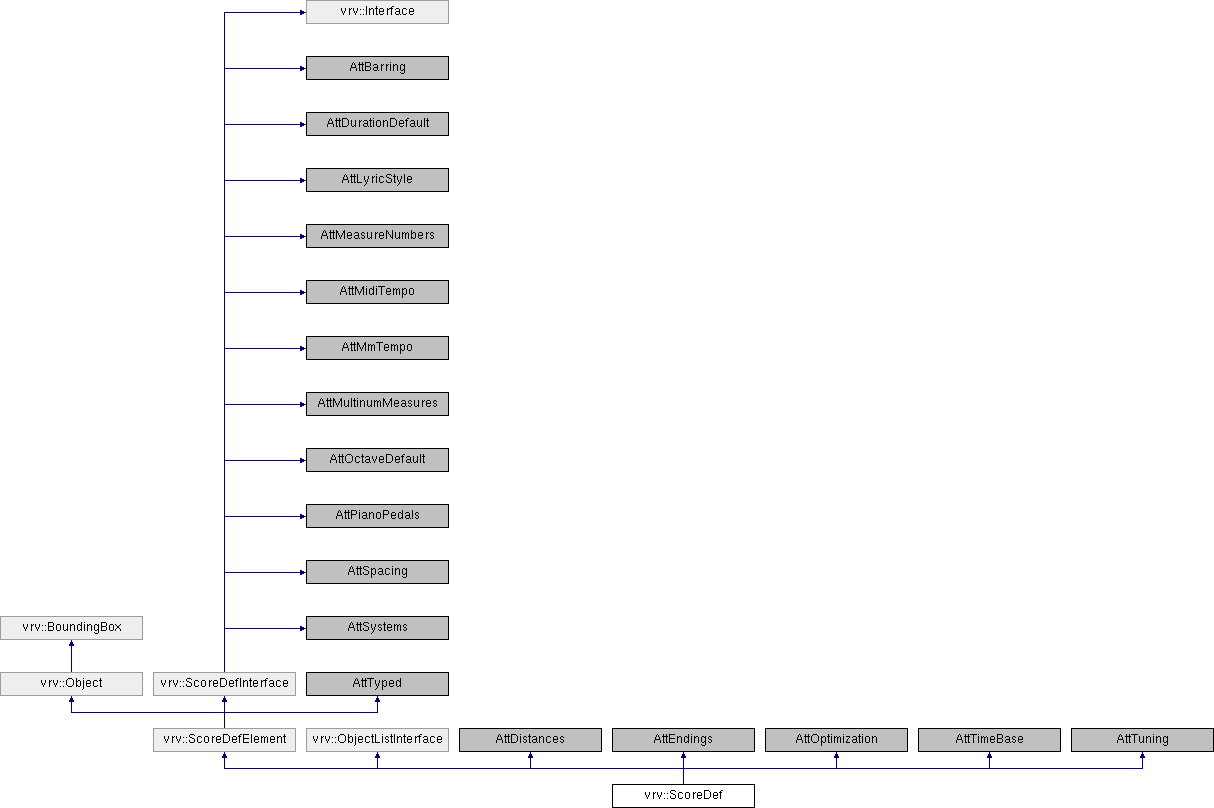 vrv::Interface
AttBarring
AttDurationDefault
AttLyricStyle
AttMeasureNumbers
AttMidiTempo
AttMmTempo
AttMultinumMeasures
AttOctaveDefault
AttPianoPedals
AttSpacing
vrv::BoundingBox AttSystems
vrv::Object vrv::ScoreDefInterface AttTyped
vrv::ScoreDefElement vrv::ObjectListInterface AttDistances AttEndings AttOptimization AttTimeBase AttTuning
vrv::ScoreDef